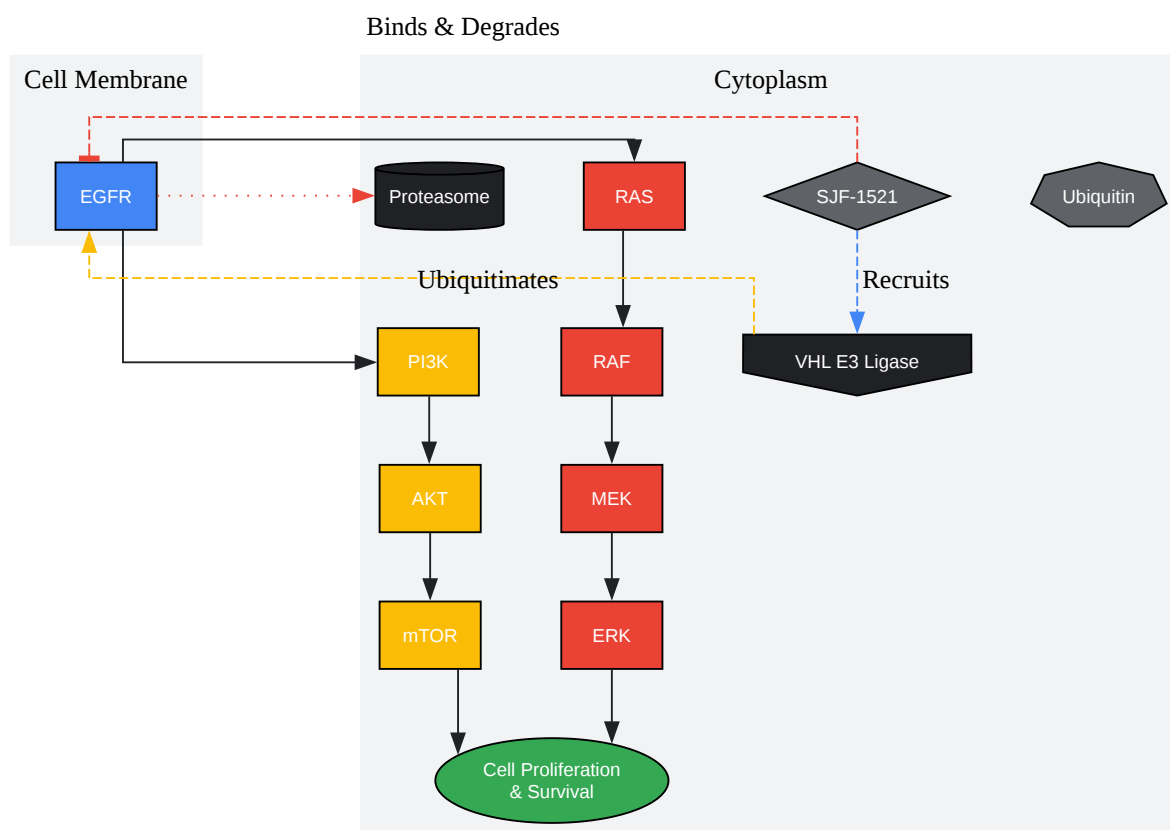 Binds & Degrades
Cell Membrane
Cytoplasm
EGFR
Proteasome
RAS
SJF-1521
Ubiquitin
Ubiquitinates
Recruits
PI3K
RAF
VHL E3 Ligase
AKT
MEK
mTOR
ERK
Cell Proliferation
& Survival